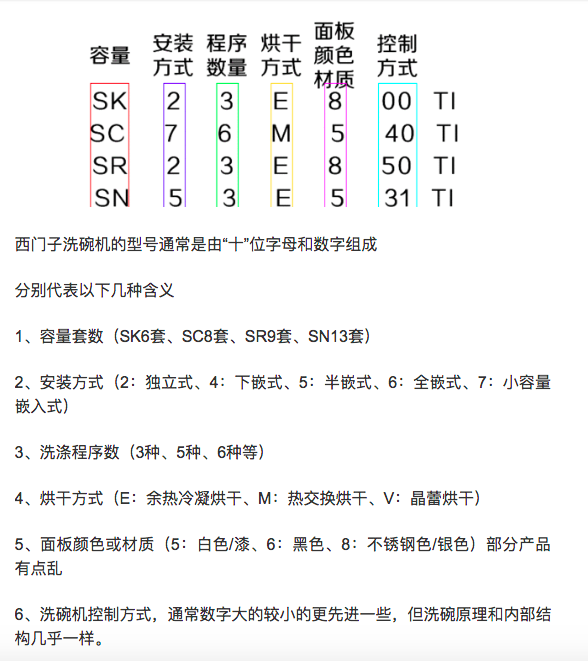 容量 安装方式 程序数量 烘干方式 面板颜色材质 控制方式
SK 2 3 E 8 00 TI
SC 7 6 M 5 40 TI
SR 2 3 E 8 50 TI
SN 5 3 E 5 31 TI
西门子洗碗机的型号通常是由“十”位字母和数字组成
分别代表以下几种含义
1、容量套数（SK6套、SC8套、SR9套、SN13套）
2、安装方式（2：独立式、4：下嵌式、5：半嵌式、6：全嵌式、7：小容量
嵌入式）
3、洗涤程序数（3种、5种、6种等）
4、烘干方式（E：余热冷凝烘干、M：热交换烘干、V：晶蕾烘干）
5、面板颜色或材质（5：白色/漆、6：黑色、8：不锈钢色/银色）部分产品
有点乱
6、洗碗机控制方式，通常数字大的较小的更先进一些，但洗碗原理和内部结
构几乎一样。